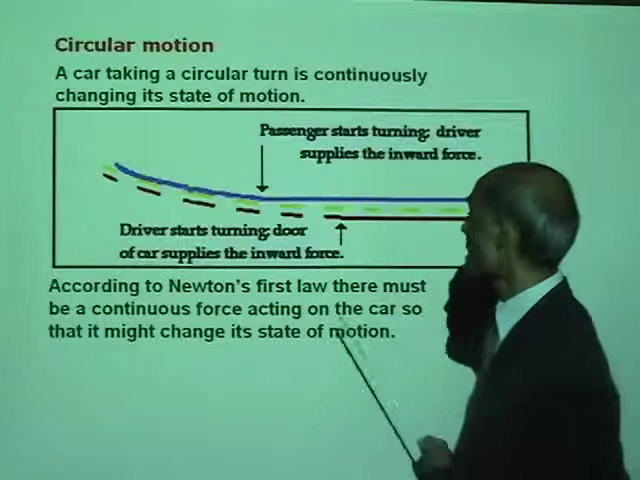 Circular motion
A car taking a circular turn is continuously
changing its state of motion.
Passenger starts turning; driver
supplies the inward force.
Driver starts turning; door
of car supplies the inward force.
According to Newton's first law there must
be a continuous force acting on the car so
that it might change its state of motion.